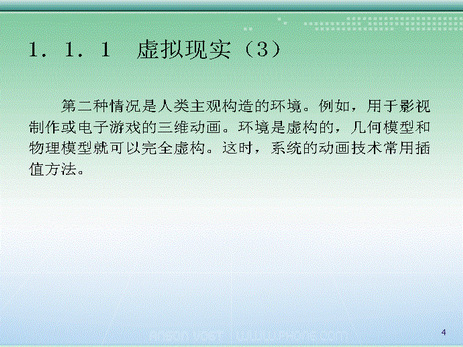 1．1．1 虚拟现实（3）
第二种情况是人类主观构造的环境。例如，用于影视
制作或电子游戏的三维动画。环境是虚构的，几何模型和
物理模型就可以完全虚构。这时，系统的动画技术常用插
值方法。
4